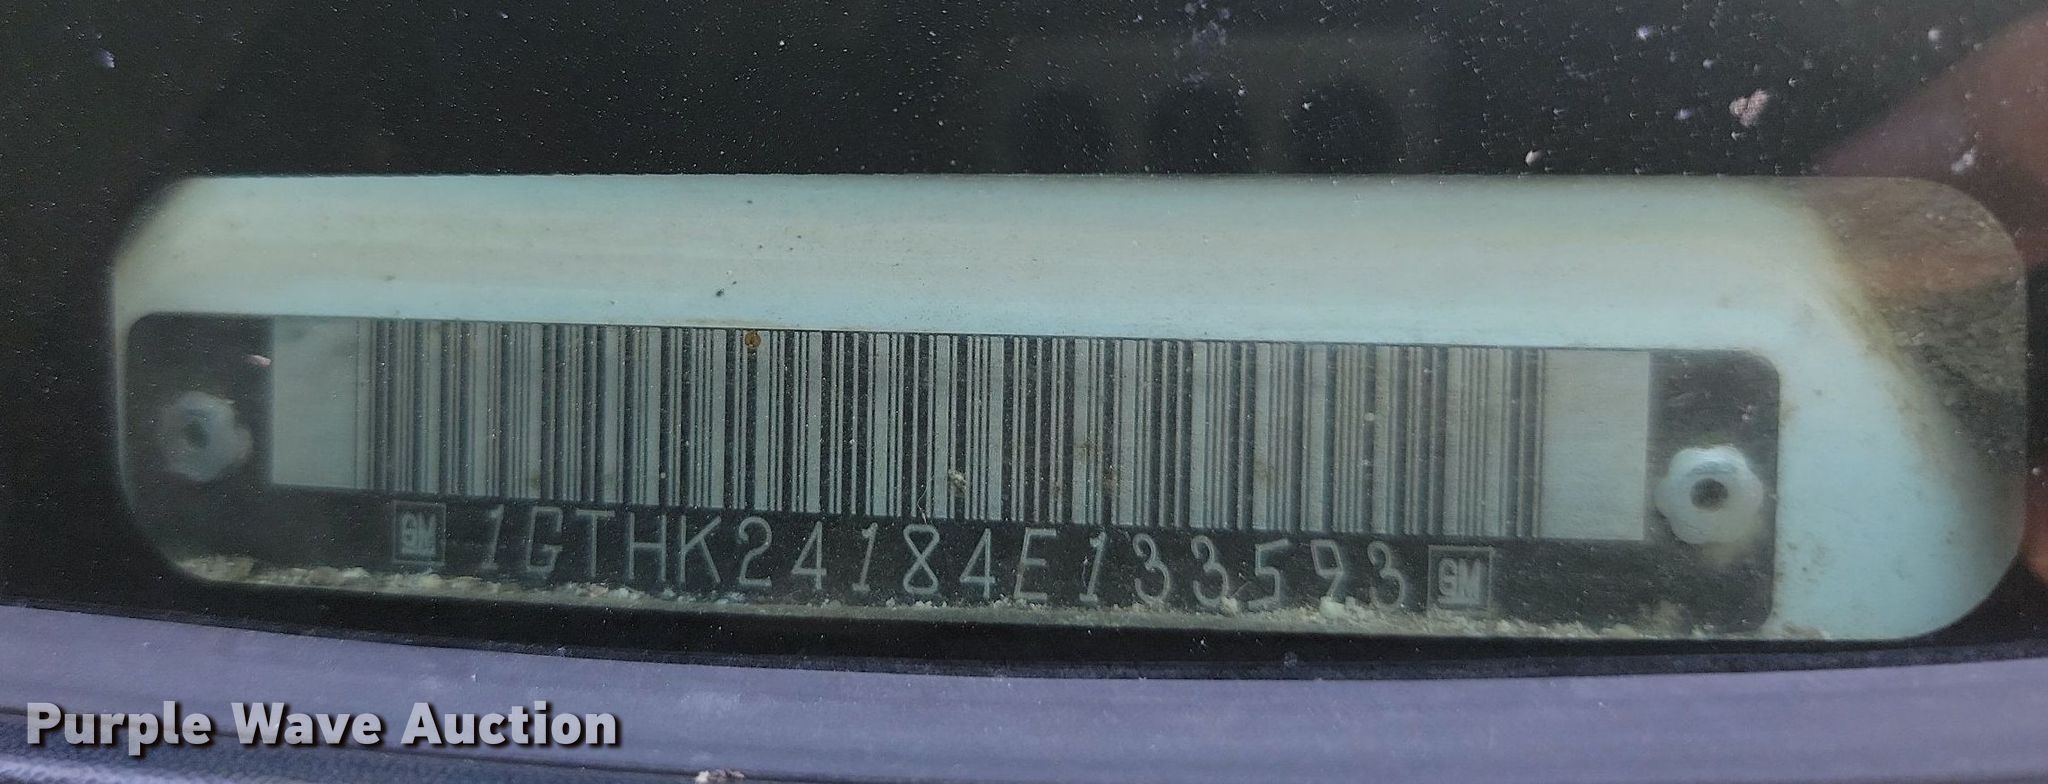 GM 1GTHK24184E133593 GM
Purple Wave Auction